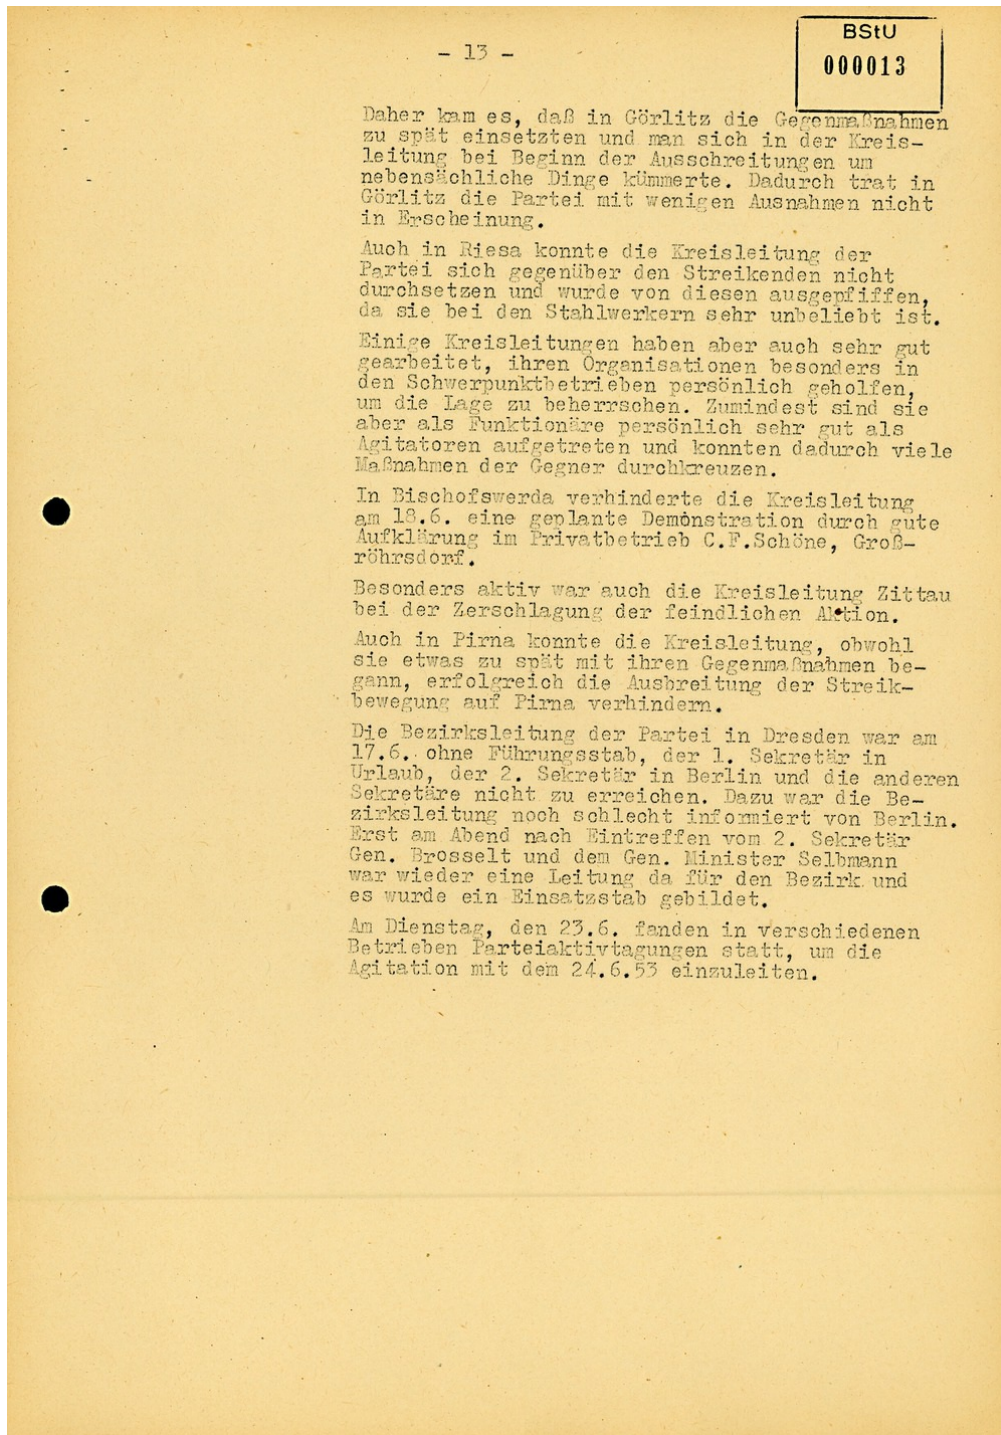 - 13 -
BStU
000013
Daher kam es, daß in Görlitz die Gegenmaßnahmen
zu spät einsetzten und man sich in der Kreis-
leitung bei Beginn der Ausschreitungen um
nebensächliche Dinge kümmerte. Dadurch trat in
Görlitz die Partei mit wenigen Ausnahmen nicht
in Erscheinung.
Auch in Riesa konnte die Kreisleitung der
Partei sich gegenüber den Streikenden nicht
durchsetzen und wurde von diesen ausgepfiffen,
da sie bei den Stahlwerkern sehr unbeliebt ist.
Einige Kreisleitungen haben aber auch sehr gut
gearbeitet, ihren Organisationen besonders in
den Schwerpunktbetrieben persönlich geholfen,
um die Lage zu beherrschen. Zumindest sind sie
aber als Funktionäre persönlich sehr gut als
Agitatoren aufgetreten und konnten dadurch viele
Maßnahmen der Gegner durchkreuzen.
In Bischofswerda verhinderte die Kreisleitung
am 18.6. eine geplante Demonstration durch gute
Aufklärung im Privatbetrieb C.F.Schöne, Groß-
röhrsdorf.
Besonders aktiv war auch die Kreisleitung Zittau
bei der Zerschlagung der feindlichen Aktion.
Auch in Pirna konnte die Kreisleitung, obwohl
sie etwas zu spät mit ihren Gegenmaßnahmen be-
gann, erfolgreich die Ausbreitung der Streik-
bewegung auf Pirna verhindern.
Die Bezirksleitung der Partei in Dresden war am
17.6. ohne Führungsstab, der 1. Sekretär in
Urlaub, der 2. Sekretär in Berlin und die anderen
Sekretäre nicht zu erreichen. Dazu war die Be-
zirksleitung noch schlecht informiert von Berlin.
Erst am Abend nach Eintreffen vom 2. Sekretär
Gen. Brosselt und dem Gen. Minister Selbmann
war wieder eine Leitung da für den Bezirk und
es wurde ein Einsatzstab gebildet.
Am Dienstag, den 23.6. fanden in verschiedenen
Betrieben Parteiaktivtagungen statt, um die
Agitation mit dem 24.6.53 einzuleiten.